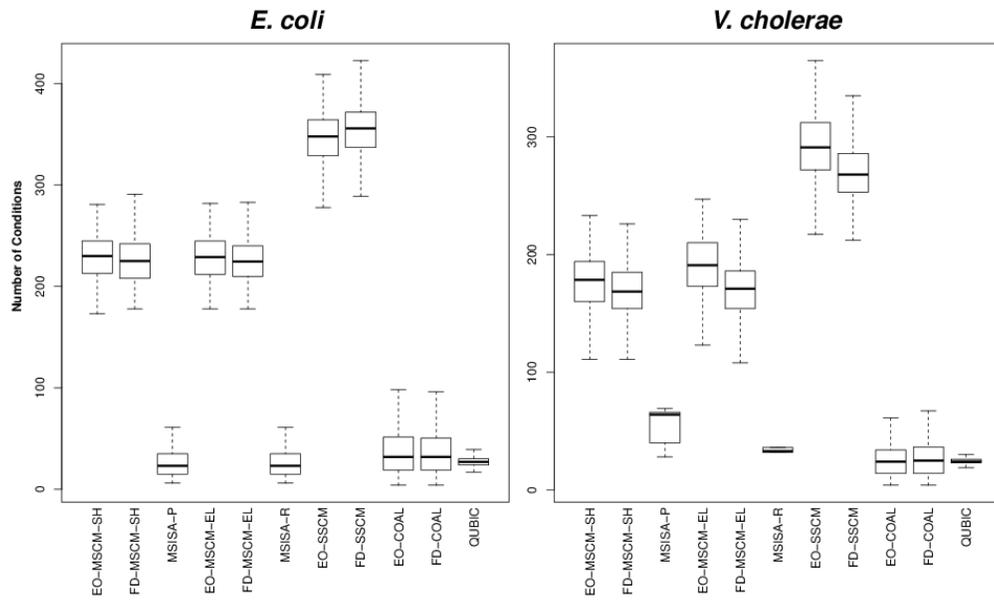 E. coli
V. cholerae
Number of Conditions
400
300
200
100
0
300
200
100
0
EO−MSCM−SH
FD−MSCM−SH
MSISA−P
EO−MSCM−EL
FD−MSCM−EL
MSISA−R
EO−SSCM
FD−SSCM
EO−COAL
FD−COAL
QUBIC
EO−MSCM−SH
FD−MSCM−SH
MSISA−P
EO−MSCM−EL
FD−MSCM−EL
MSISA−R
EO−SSCM
FD−SSCM
EO−COAL
FD−COAL
QUBIC